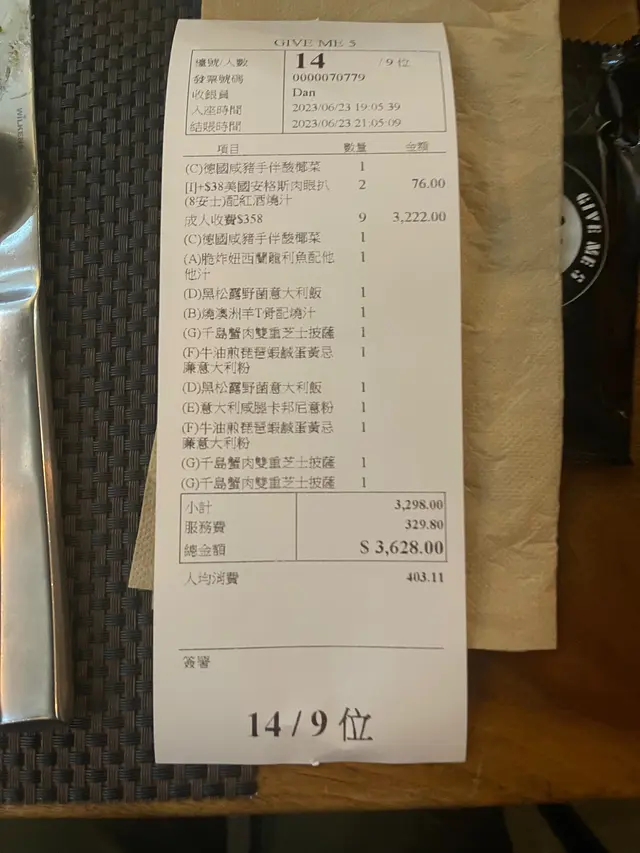 GIVE ME 5
檯號/人數 14 / 9 位
發票號碼 0000070779
收銀員 Dan
入座時間 2023/06/23 19:05:39
結賬時間 2023/06/23 21:05:09
項目 數量 金額
(C)德國咸豬手伴酸椰菜 1
[I]+$38美國安格斯肉眼扒 2 76.00
(8安士)配紅酒燒汁
成人收費$358 9 3,222.00
(C)德國咸豬手伴酸椰菜 1
(A)脆炸妞西蘭龍利魚配他 1
他汁
(D)黑松露野菌意大利飯 1
(B)燒澳洲羊T骨配燒汁 1
(G)千島蟹肉雙重芝士披薩 1
(F)牛油煎琵琶蝦鹹蛋黃忌 1
廉意大利粉
(D)黑松露野菌意大利飯 1
(E)意大利咸腿卡邦尼意粉 1
(F)牛油煎琵琶蝦鹹蛋黃忌 1
廉意大利粉
(G)千島蟹肉雙重芝士披薩 1
(G)千島蟹肉雙重芝士披薩 1
小計 3,298.00
服務費 329.80
總金額 $ 3,628.00
人均消費 403.11
簽署
14 / 9 位
GIVE ME 5